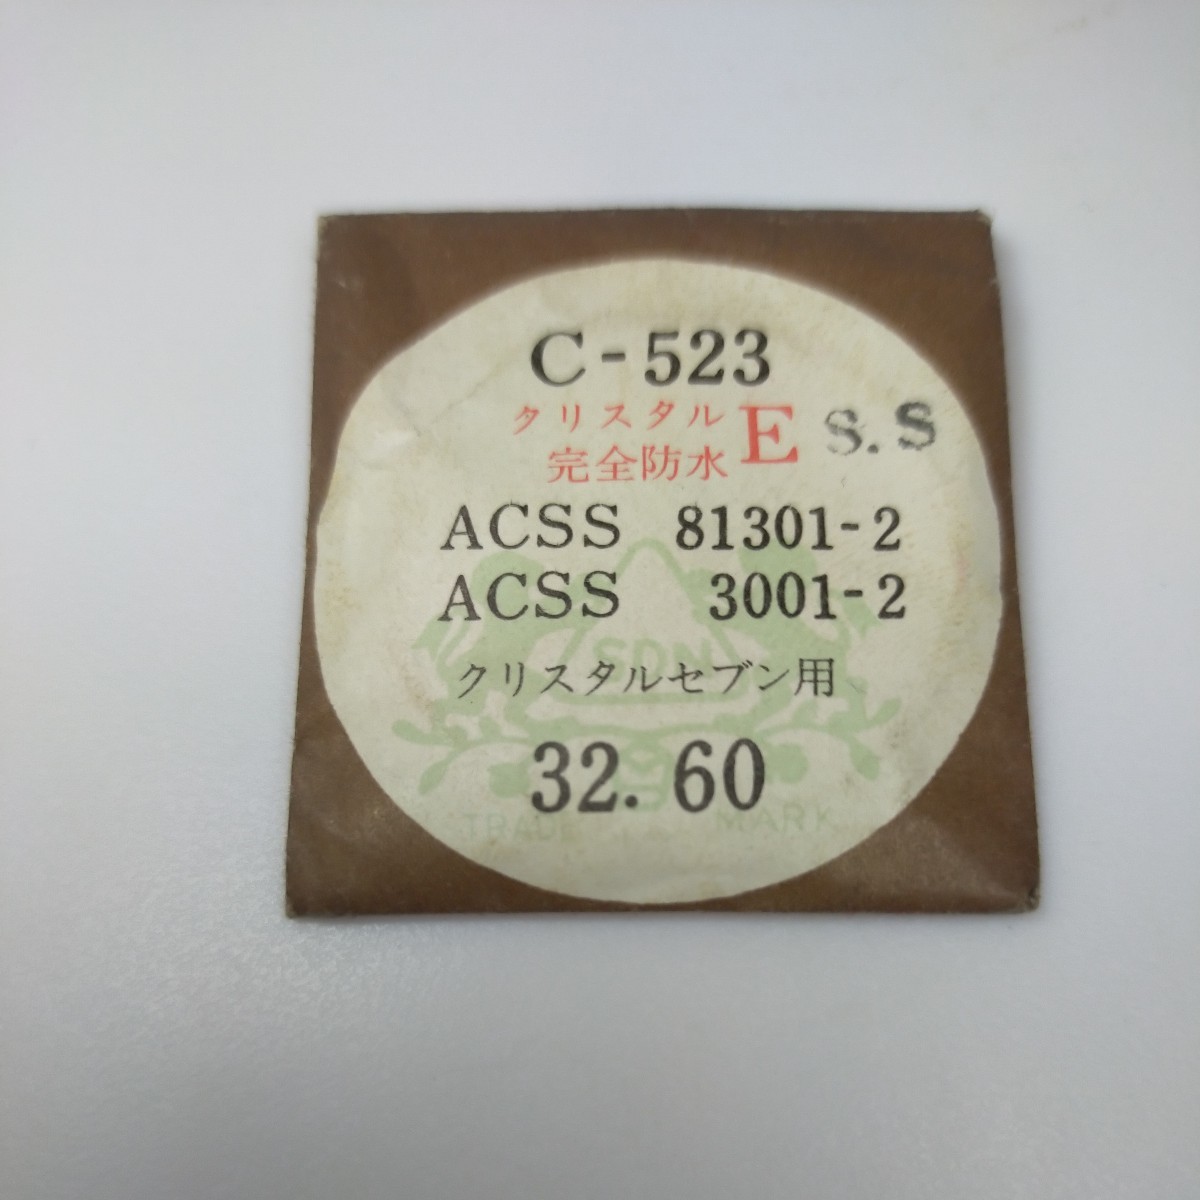 C-523
クリスタル E S.S
完全防水
ACSS 81301-2
ACSS 3001-2
SDN
クリスタルセブン用
32.60
TRADE MARK